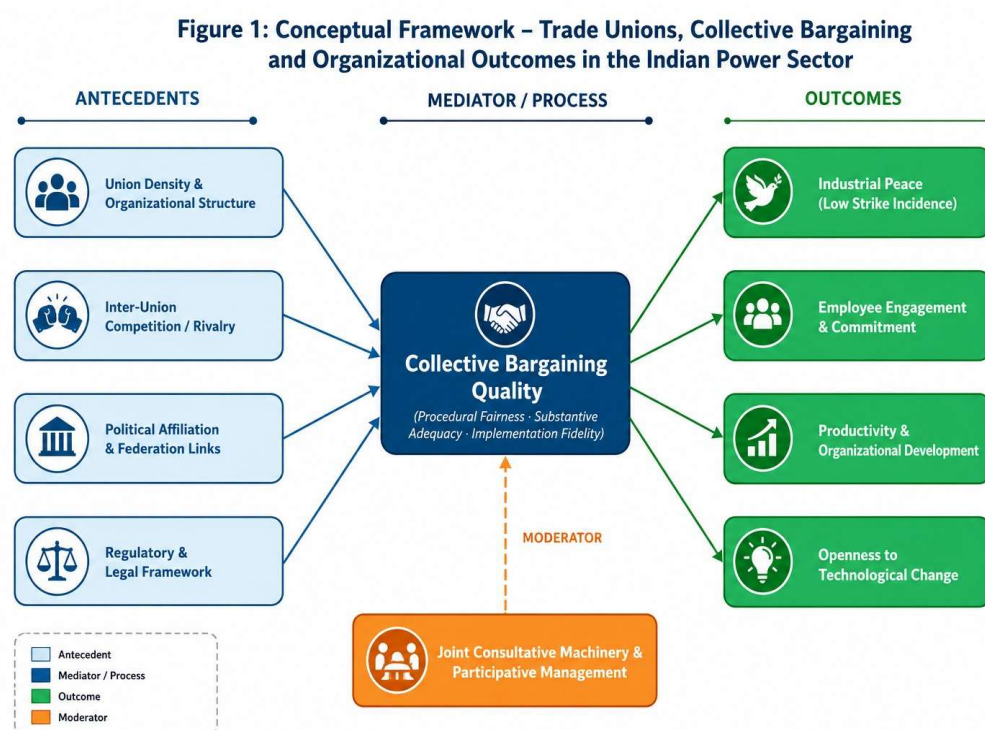 Figure 1: Conceptual Framework – Trade Unions, Collective Bargaining
and Organizational Outcomes in the Indian Power Sector
ANTECEDENTS
MEDIATOR / PROCESS
OUTCOMES
Union Density &
Organizational Structure
Inter-Union
Competition / Rivalry
Political Affiliation
& Federation Links
Regulatory &
Legal Framework
Collective Bargaining
Quality
(Procedural Fairness · Substantive
Adequacy · Implementation Fidelity)
MODERATOR
Joint Consultative Machinery &
Participative Management
Industrial Peace
(Low Strike Incidence)
Employee Engagement
& Commitment
Productivity &
Organizational Development
Openness to
Technological Change
Antecedent
Mediator / Process
Outcome
Moderator